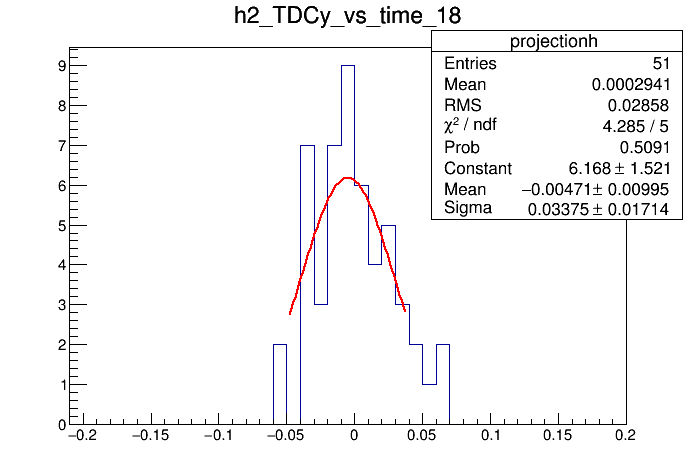 h2_TDCy_vs_time_18
projectionh
Entries 51
Mean 0.0002941
RMS 0.02858
χ² / ndf 4.285 / 5
Prob 0.5091
Constant 6.168 ± 1.521
Mean −0.00471± 0.00995
Sigma 0.03375 ± 0.01714
9
8
7
6
5
4
3
2
1
0
−0.2 −0.15 −0.1 −0.05 0 0.05 0.1 0.15 0.2